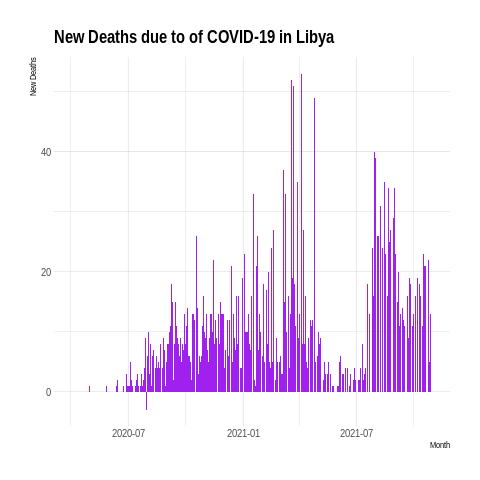 New Deaths due to of COVID-19 in Libya
New Deaths
40
20
0
2020-07
2021-01
2021-07
Month